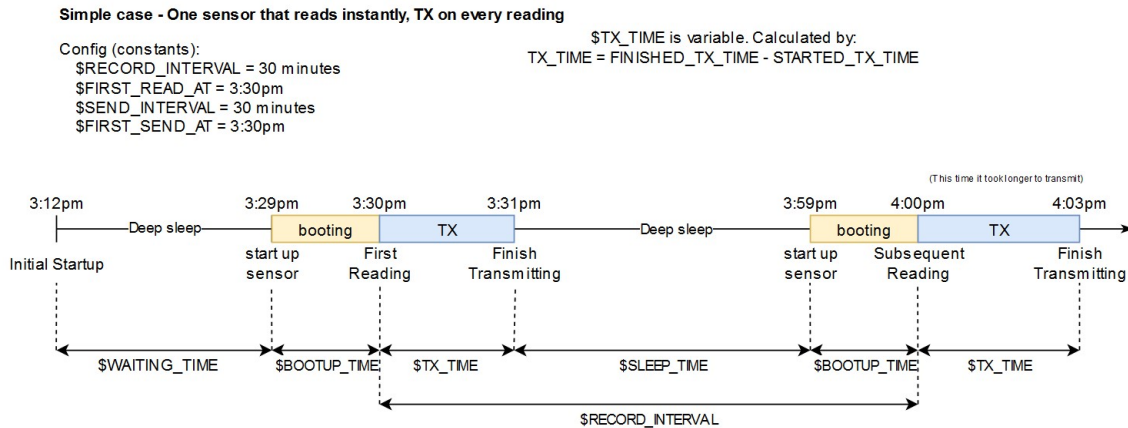 Simple case - One sensor that reads instantly, TX on every reading
Config (constants):
$RECORD_INTERVAL = 30 minutes
$FIRST_READ_AT = 3:30pm
$SEND_INTERVAL = 30 minutes
$FIRST_SEND_AT = 3:30pm
$TX_TIME is variable. Calculated by:
TX_TIME = FINISHED_TX_TIME - STARTED_TX_TIME
(This time it took longer to transmit)
3:12pm 3:29pm 3:30pm 3:31pm 3:59pm 4:00pm 4:03pm
Deep sleep booting TX Deep sleep booting TX
Initial Startup
start up
sensor
First
Reading
Finish
Transmitting
start up
sensor
Subsequent
Reading
Finish
Transmitting
$WAITING_TIME $BOOTUP_TIME $TX_TIME $SLEEP_TIME $BOOTUP_TIME $TX_TIME
$RECORD_INTERVAL